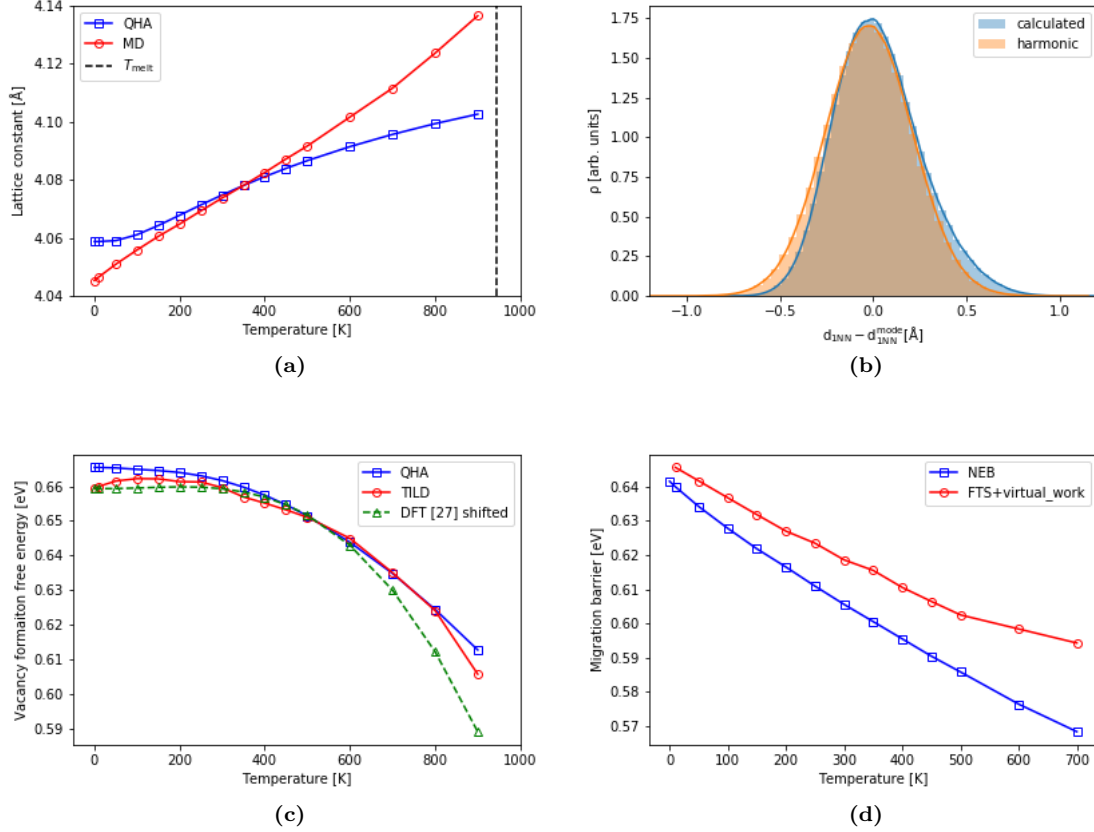 4.14
4.12
4.10
4.08
4.06
4.04
Lattice constant [Å]
QHA
MD
T_melt
0
200
400
600
800
1000
Temperature [K]
(a)
1.75
1.50
1.25
1.00
0.75
0.50
0.25
0.00
ρ [arb. units]
calculated
harmonic
−1.0
−0.5
0.0
0.5
1.0
d_1NN − d_1NN^mode [Å]
(b)
0.66
0.65
0.64
0.63
0.62
0.61
0.60
0.59
Vacancy formaiton free energy [eV]
QHA
TILD
DFT [27] shifted
0
200
400
600
800
1000
Temperature [K]
(c)
0.64
0.63
0.62
0.61
0.60
0.59
0.58
0.57
Migration barrier [eV]
NEB
FTS+virtual_work
0
100
200
300
400
500
600
700
Temperature [K]
(d)